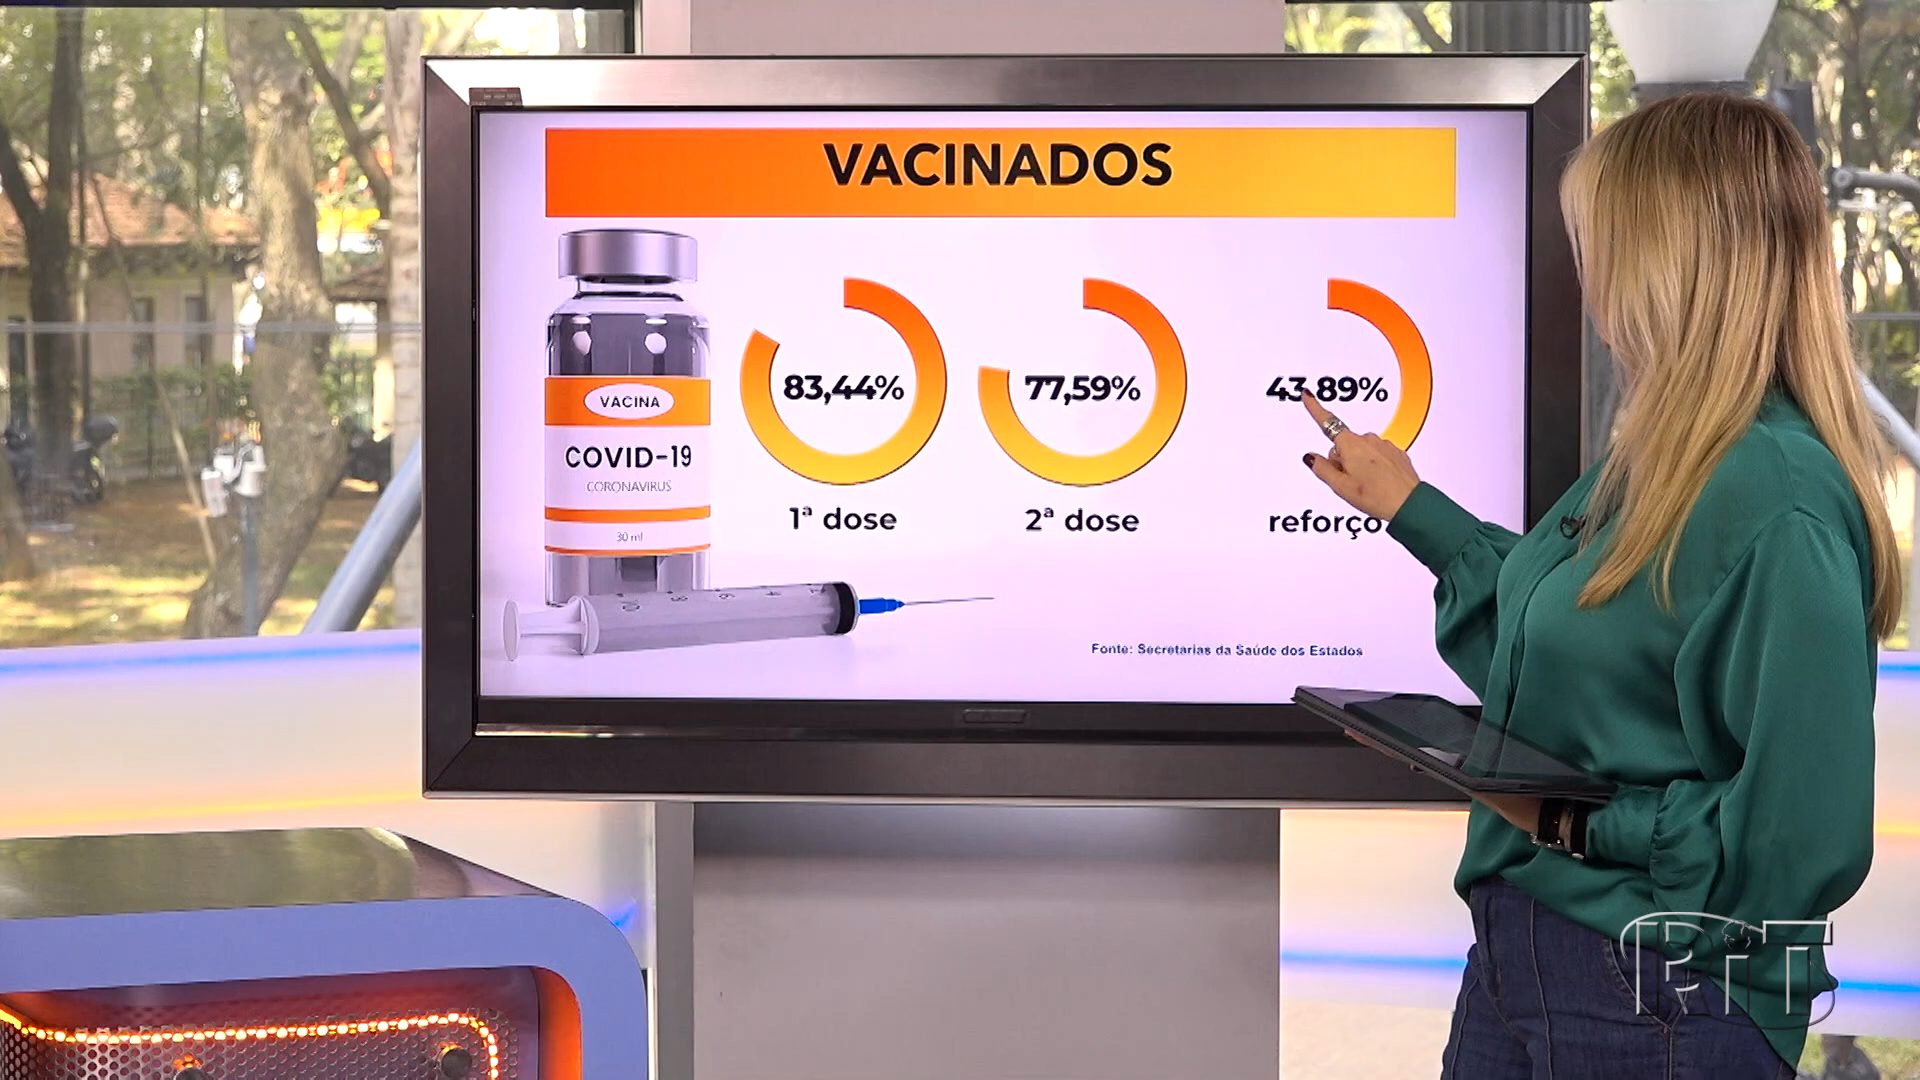 VACINADOS
VACINA
COVID-19
CORONAVIRUS
30 ml
83,44%
1ª dose
77,59%
2ª dose
43,89%
reforço
Fonte: Secretarias da Saúde dos Estados
RiT